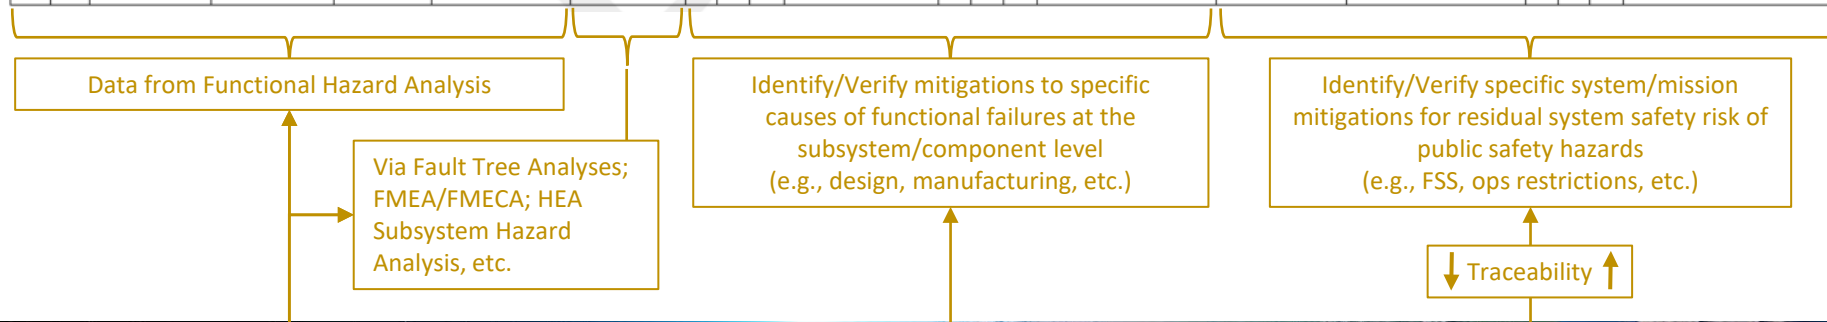 Data from Functional Hazard Analysis
Via Fault Tree Analyses;
FMEA/FMECA; HEA
Subsystem Hazard
Analysis, etc.
Identify/Verify mitigations to specific
causes of functional failures at the
subsystem/component level
(e.g., design, manufacturing, etc.)
Identify/Verify specific system/mission
mitigations for residual system safety risk of
public safety hazards
(e.g., FSS, ops restrictions, etc.)
Traceability